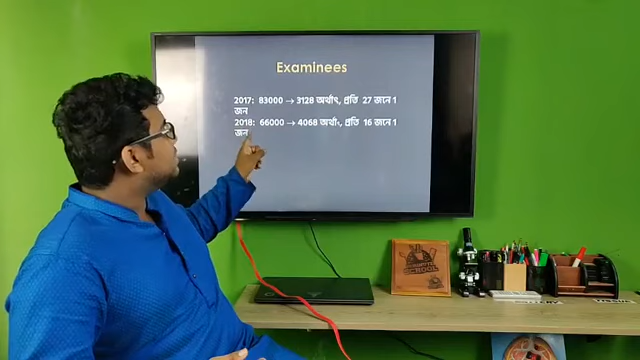 Examinees
2017: 83000 → 3128 অর্থাৎ, প্রতি 27 জনে 1
জন
2018: 66000 → 4068 অর্থাৎ, প্রতি 16 জনে 1
জন
SCHOOL